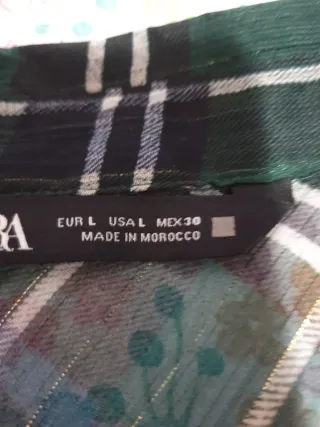 RA
EUR L USA L MEX 30
MADE IN MOROCCO